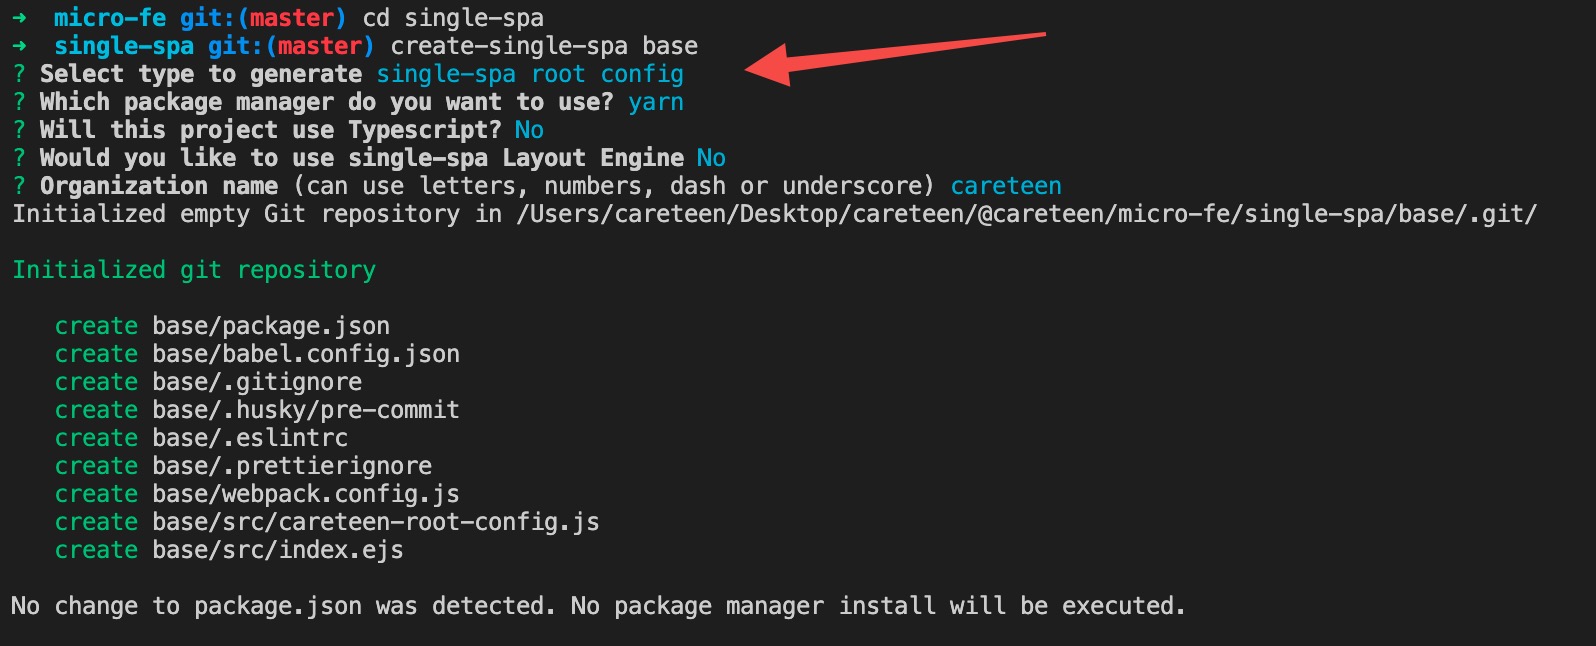 ➜ micro-fe git:(master) cd single-spa
➜ single-spa git:(master) create-single-spa base
? Select type to generate single-spa root config
? Which package manager do you want to use? yarn
? Will this project use Typescript? No
? Would you like to use single-spa Layout Engine No
? Organization name (can use letters, numbers, dash or underscore) careteen
Initialized empty Git repository in /Users/careteen/Desktop/careteen/@careteen/micro-fe/single-spa/base/.git/
Initialized git repository
create base/package.json
create base/babel.config.json
create base/.gitignore
create base/.husky/pre-commit
create base/.eslintrc
create base/.prettierignore
create base/webpack.config.js
create base/src/careteen-root-config.js
create base/src/index.ejs
No change to package.json was detected. No package manager install will be executed.